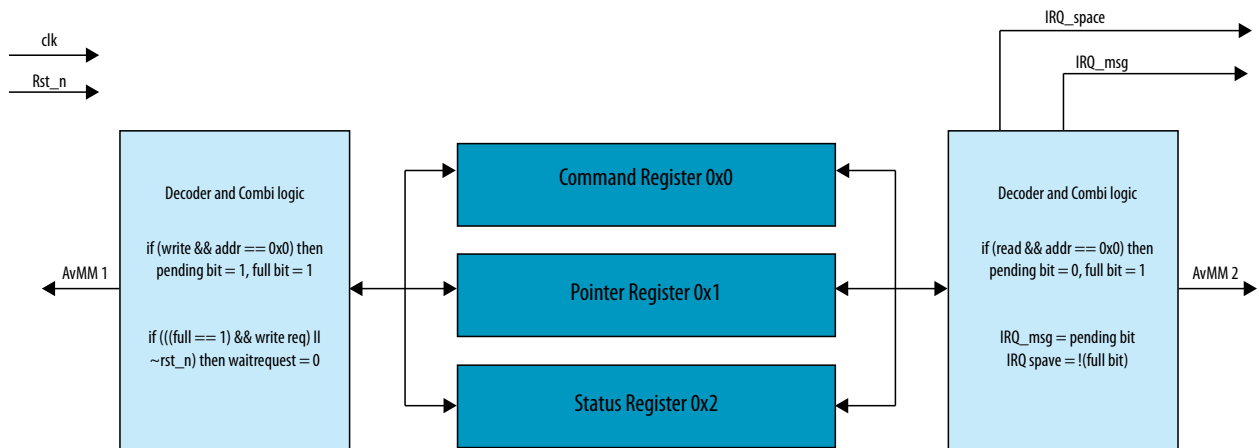 IRQ_space
clk
IRQ_msg
Rst_n
Decoder and Combi logic
if (write && addr == 0x0) then
pending bit = 1, full bit = 1
if (((full == 1) && write req) ll
~rst_n) then waitrequest = 0
AvMM 1
Command Register 0x0
Pointer Register 0x1
Status Register 0x2
Decoder and Combi logic
if (read && addr == 0x0) then
pending bit = 0, full bit = 1
IRQ_msg = pending bit
IRQ spave = !(full bit)
AvMM 2